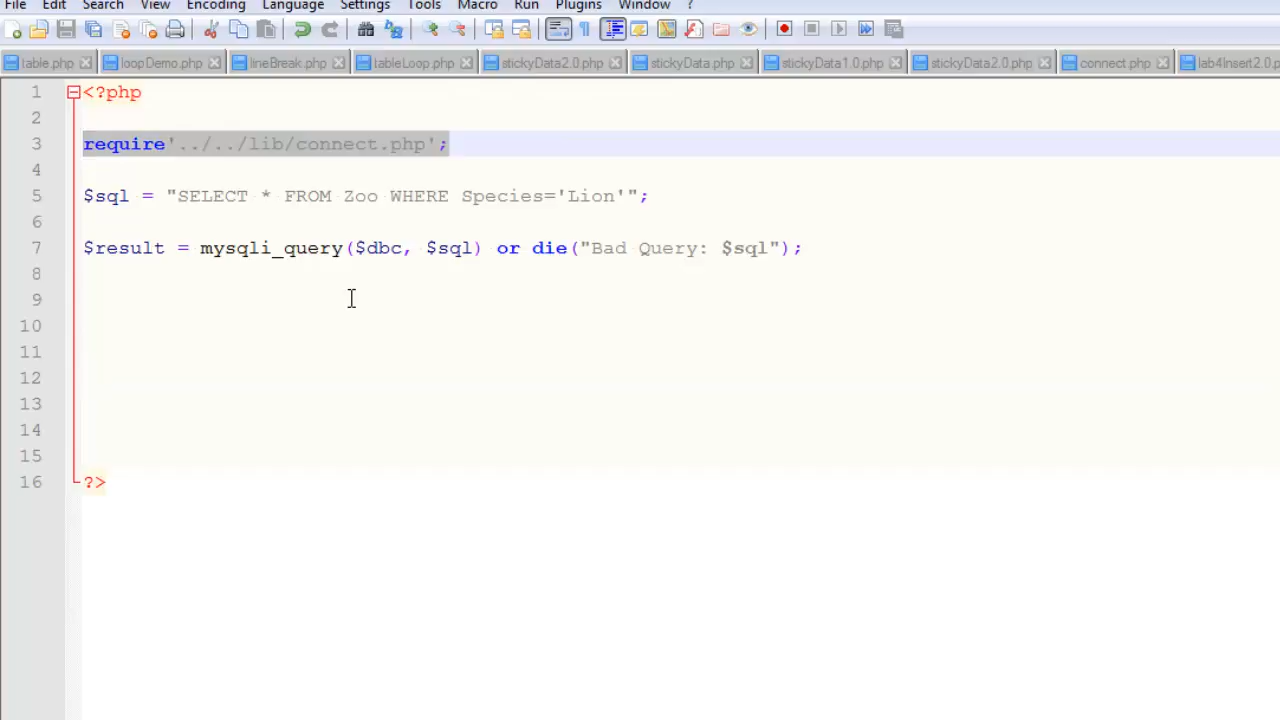 File Edit Search View Encoding Language Settings Tools Macro Run Plugins Window ?
table.php loopDemo.php lineBreak.php tableLoop.php stickyData2.0.php stickyData.php stickyData1.0.php stickyData2.0.php connect.php lab4Insert2.0.p
1 <?php
2
3 require'../../lib/connect.php';
4
5 $sql = "SELECT * FROM Zoo WHERE Species='Lion'";
6
7 $result = mysqli_query($dbc, $sql) or die("Bad Query: $sql");
8
9
10
11
12
13
14
15
16 ?>